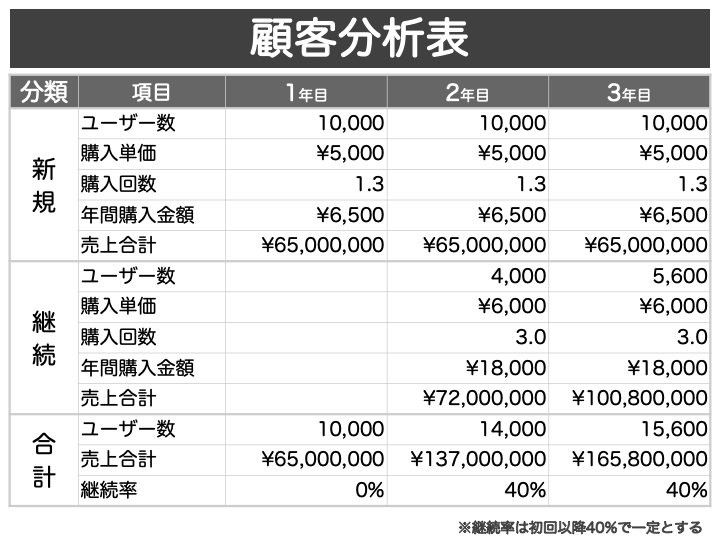 顧客分析表
分類 項目 1年目 2年目 3年目
新規 ユーザー数 10,000 10,000 10,000
購入単価 ¥5,000 ¥5,000 ¥5,000
購入回数 1.3 1.3 1.3
年間購入金額 ¥6,500 ¥6,500 ¥6,500
売上合計 ¥65,000,000 ¥65,000,000 ¥65,000,000
継続 ユーザー数 4,000 5,600
購入単価 ¥6,000 ¥6,000
購入回数 3.0 3.0
年間購入金額 ¥18,000 ¥18,000
売上合計 ¥72,000,000 ¥100,800,000
合計 ユーザー数 10,000 14,000 15,600
売上合計 ¥65,000,000 ¥137,000,000 ¥165,800,000
継続率 0% 40% 40%
※継続率は初回以降40%で一定とする